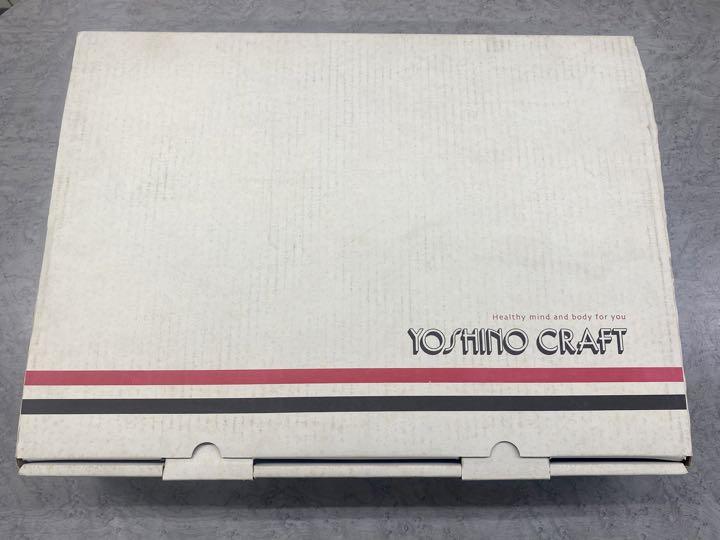 Healthy mind and body for you
YOSHINO CRAFT